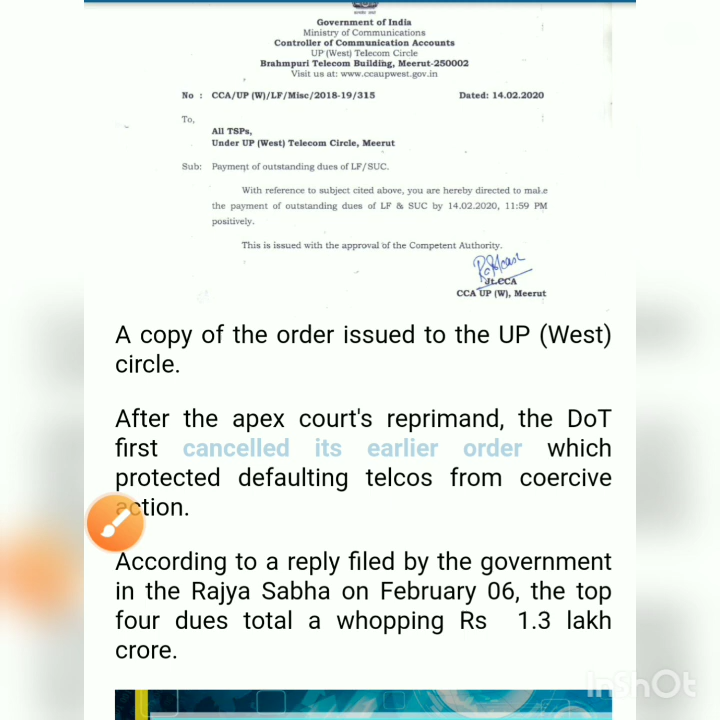 Government of India
Ministry of Communications
Controller of Communication Accounts
UP (West) Telecom Circle
Brahmpuri Telecom Building, Meerut-250002
Visit us at: www.ccaupwest.gov.in
No : CCA/UP (W)/LF/Misc/2018-19/315 Dated: 14.02.2020
To,
All TSPs,
Under UP (West) Telecom Circle, Meerut
Sub: Payment of outstanding dues of LF/SUC.
With reference to subject cited above, you are hereby directed to make
the payment of outstanding dues of LF & SUC by 14.02.2020, 11:59 PM
positively.
This is issued with the approval of the Competent Authority.
Jt.CCA
CCA UP (W), Meerut
A copy of the order issued to the UP (West)
circle.
After the apex court's reprimand, the DoT
first cancelled its earlier order which
protected defaulting telcos from coercive
action.
According to a reply filed by the government
in the Rajya Sabha on February 06, the top
four dues total a whopping Rs 1.3 lakh
crore.
InShOt